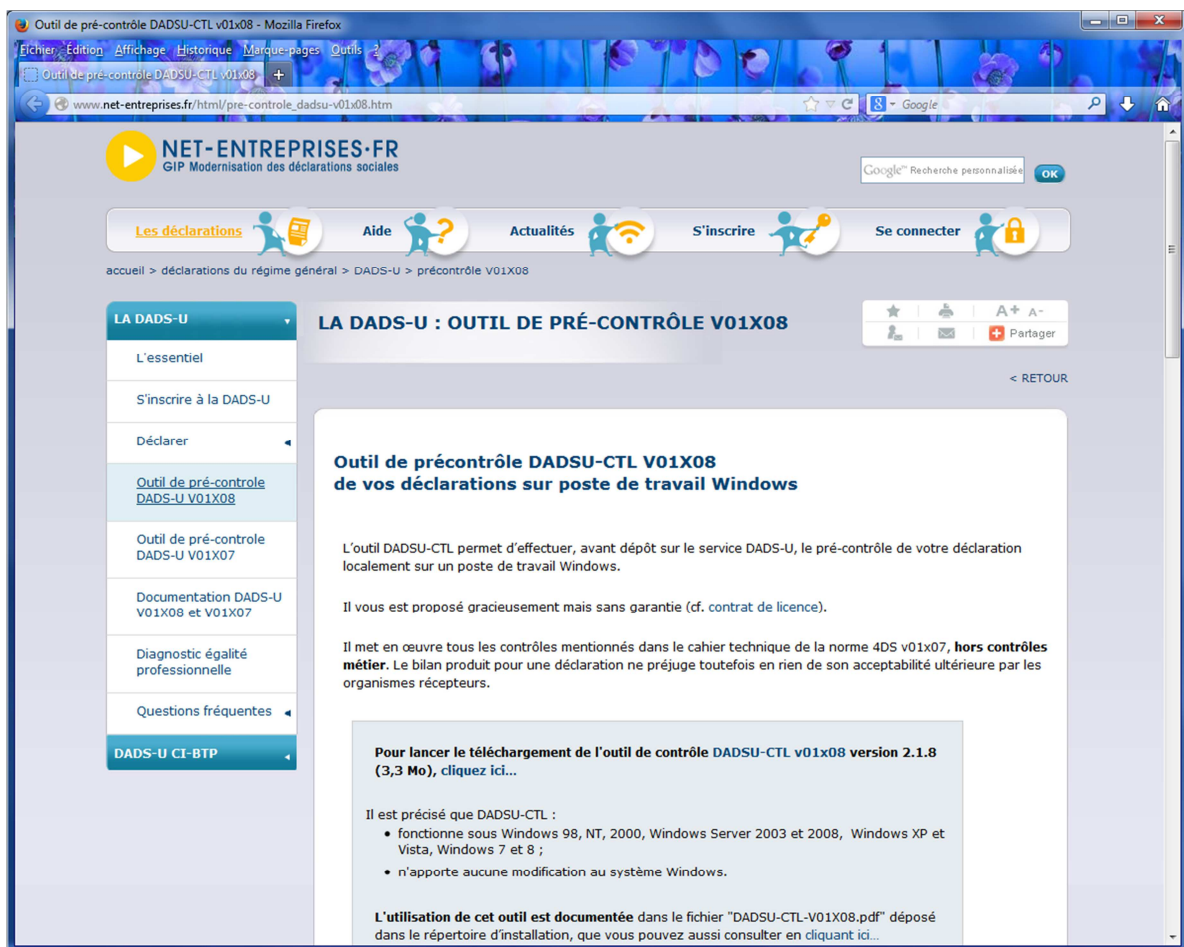 Outil de pré-contrôle DADSU-CTL v01x08 - Mozilla Firefox
Eichier Édition Affichage Historique Marque-pages Outils ?
Outil de pré-contrôle DADSU-CTL v01x08 +
www.net-entreprises.fr/html/pre-controle_dadsu-v01x08.htm
8 Google
NET-ENTREPRISES·FR
GIP Modernisation des déclarations sociales
Google™ Recherche personnalisée OK
Les déclarations Aide Actualités S'inscrire Se connecter
accueil > déclarations du régime général > DADS-U > précontrôle V01X08
LA DADS-U
L'essentiel
S'inscrire à la DADS-U
Déclarer
Outil de pré-controle
DADS-U V01X08
Outil de pré-controle
DADS-U V01X07
Documentation DADS-U
V01X08 et V01X07
Diagnostic égalité
professionnelle
Questions fréquentes
DADS-U CI-BTP
LA DADS-U : OUTIL DE PRÉ-CONTRÔLE V01X08
A+ A-
Partager
< RETOUR
Outil de précontrôle DADSU-CTL V01X08
de vos déclarations sur poste de travail Windows
L'outil DADSU-CTL permet d'effectuer, avant dépôt sur le service DADS-U, le pré-contrôle de votre déclaration
localement sur un poste de travail Windows.
Il vous est proposé gracieusement mais sans garantie (cf. contrat de licence).
Il met en œuvre tous les contrôles mentionnés dans le cahier technique de la norme 4DS v01x07, hors contrôles
métier. Le bilan produit pour une déclaration ne préjuge toutefois en rien de son acceptabilité ultérieure par les
organismes récepteurs.
Pour lancer le téléchargement de l'outil de contrôle DADSU-CTL v01x08 version 2.1.8
(3,3 Mo), cliquez ici...
Il est précisé que DADSU-CTL :
• fonctionne sous Windows 98, NT, 2000, Windows Server 2003 et 2008, Windows XP et
Vista, Windows 7 et 8 ;
• n'apporte aucune modification au système Windows.
L'utilisation de cet outil est documentée dans le fichier "DADSU-CTL-V01X08.pdf" déposé
dans le répertoire d'installation, que vous pouvez aussi consulter en cliquant ici...